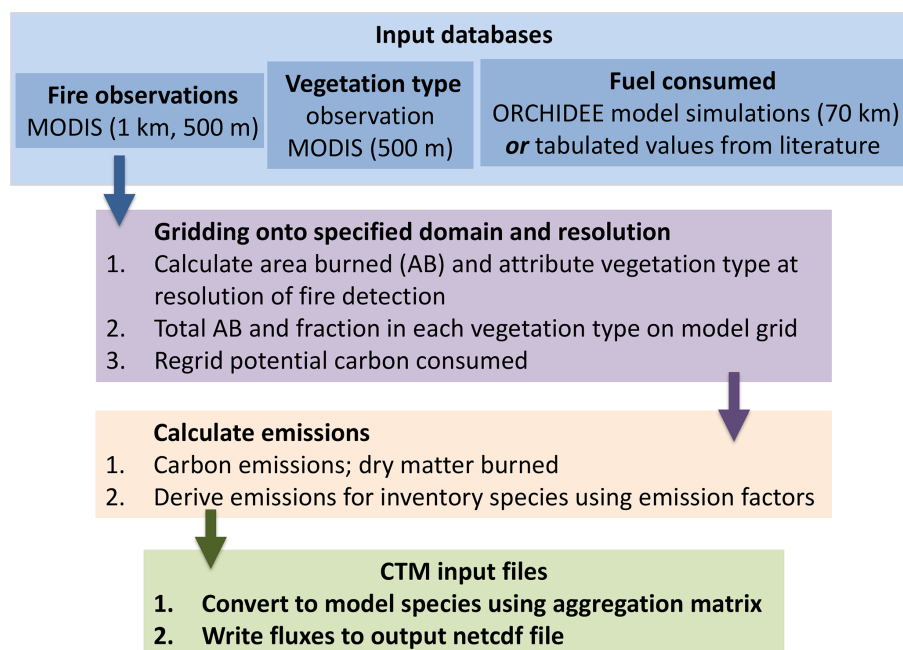 Input databases
Fire observations
MODIS (1 km, 500 m)
Vegetation type
observation
MODIS (500 m)
Fuel consumed
ORCHIDEE model simulations (70 km)
or tabulated values from literature
Gridding onto specified domain and resolution
1. Calculate area burned (AB) and attribute vegetation type at
resolution of fire detection
2. Total AB and fraction in each vegetation type on model grid
3. Regrid potential carbon consumed
Calculate emissions
1. Carbon emissions; dry matter burned
2. Derive emissions for inventory species using emission factors
CTM input files
1. Convert to model species using aggregation matrix
2. Write fluxes to output netcdf file